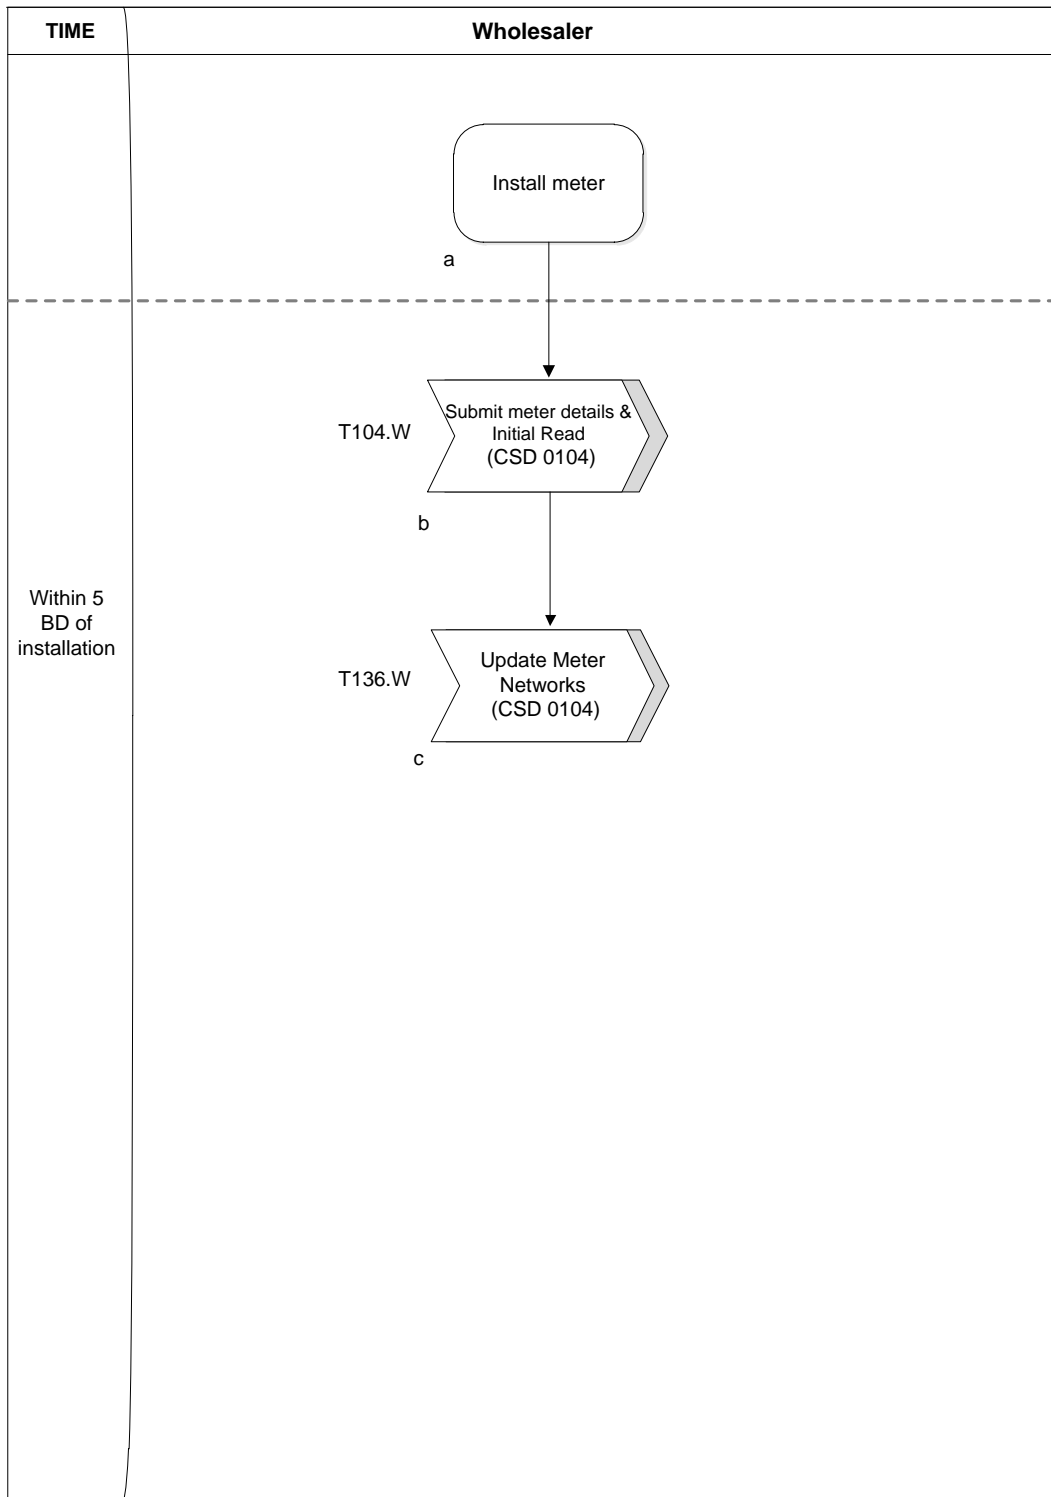 TIME
Wholesaler
Install meter
a
T104.W
Submit meter details &
Initial Read
(CSD 0104)
b
Within 5
BD of
installation
T136.W
Update Meter
Networks
(CSD 0104)
c